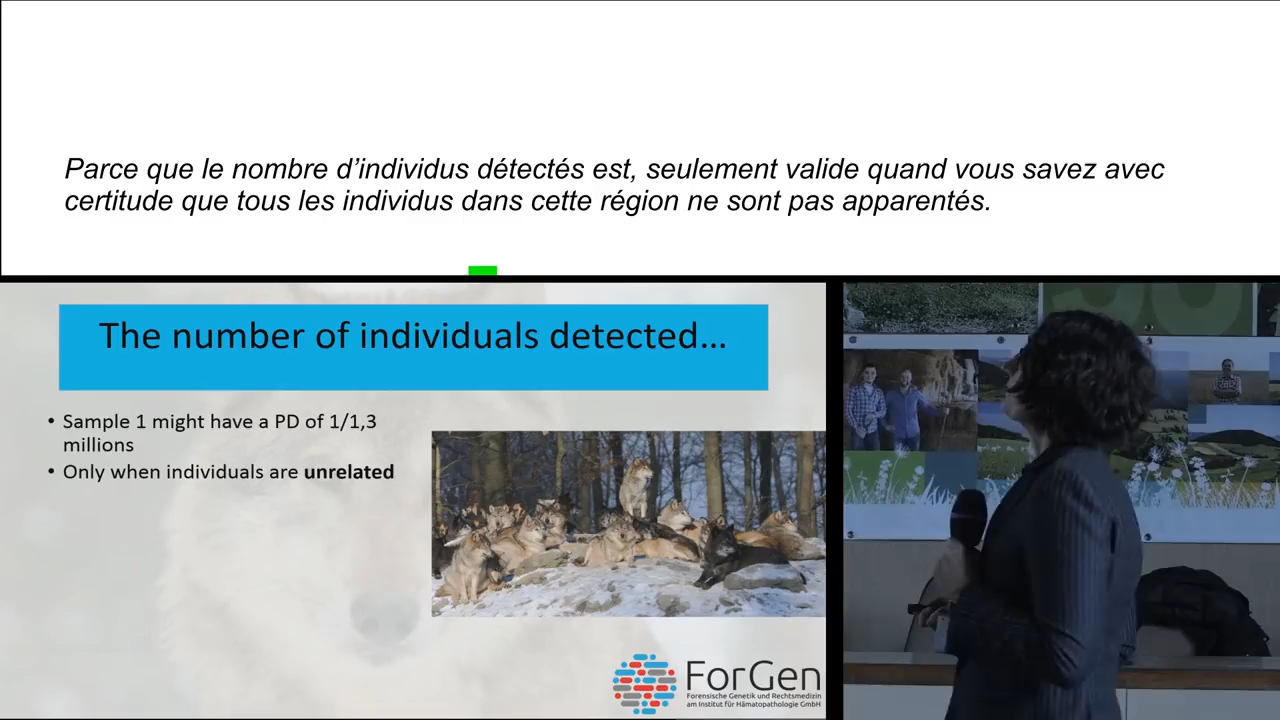 Parce que le nombre d’individus détectés est, seulement valide quand vous savez avec
certitude que tous les individus dans cette région ne sont pas apparentés.
The number of individuals detected...
• Sample 1 might have a PD of 1/1,3
millions
• Only when individuals are unrelated
ForGen
Forensische Genetik und Rechtsmedizin
am Institut für Hämatopathologie GmbH